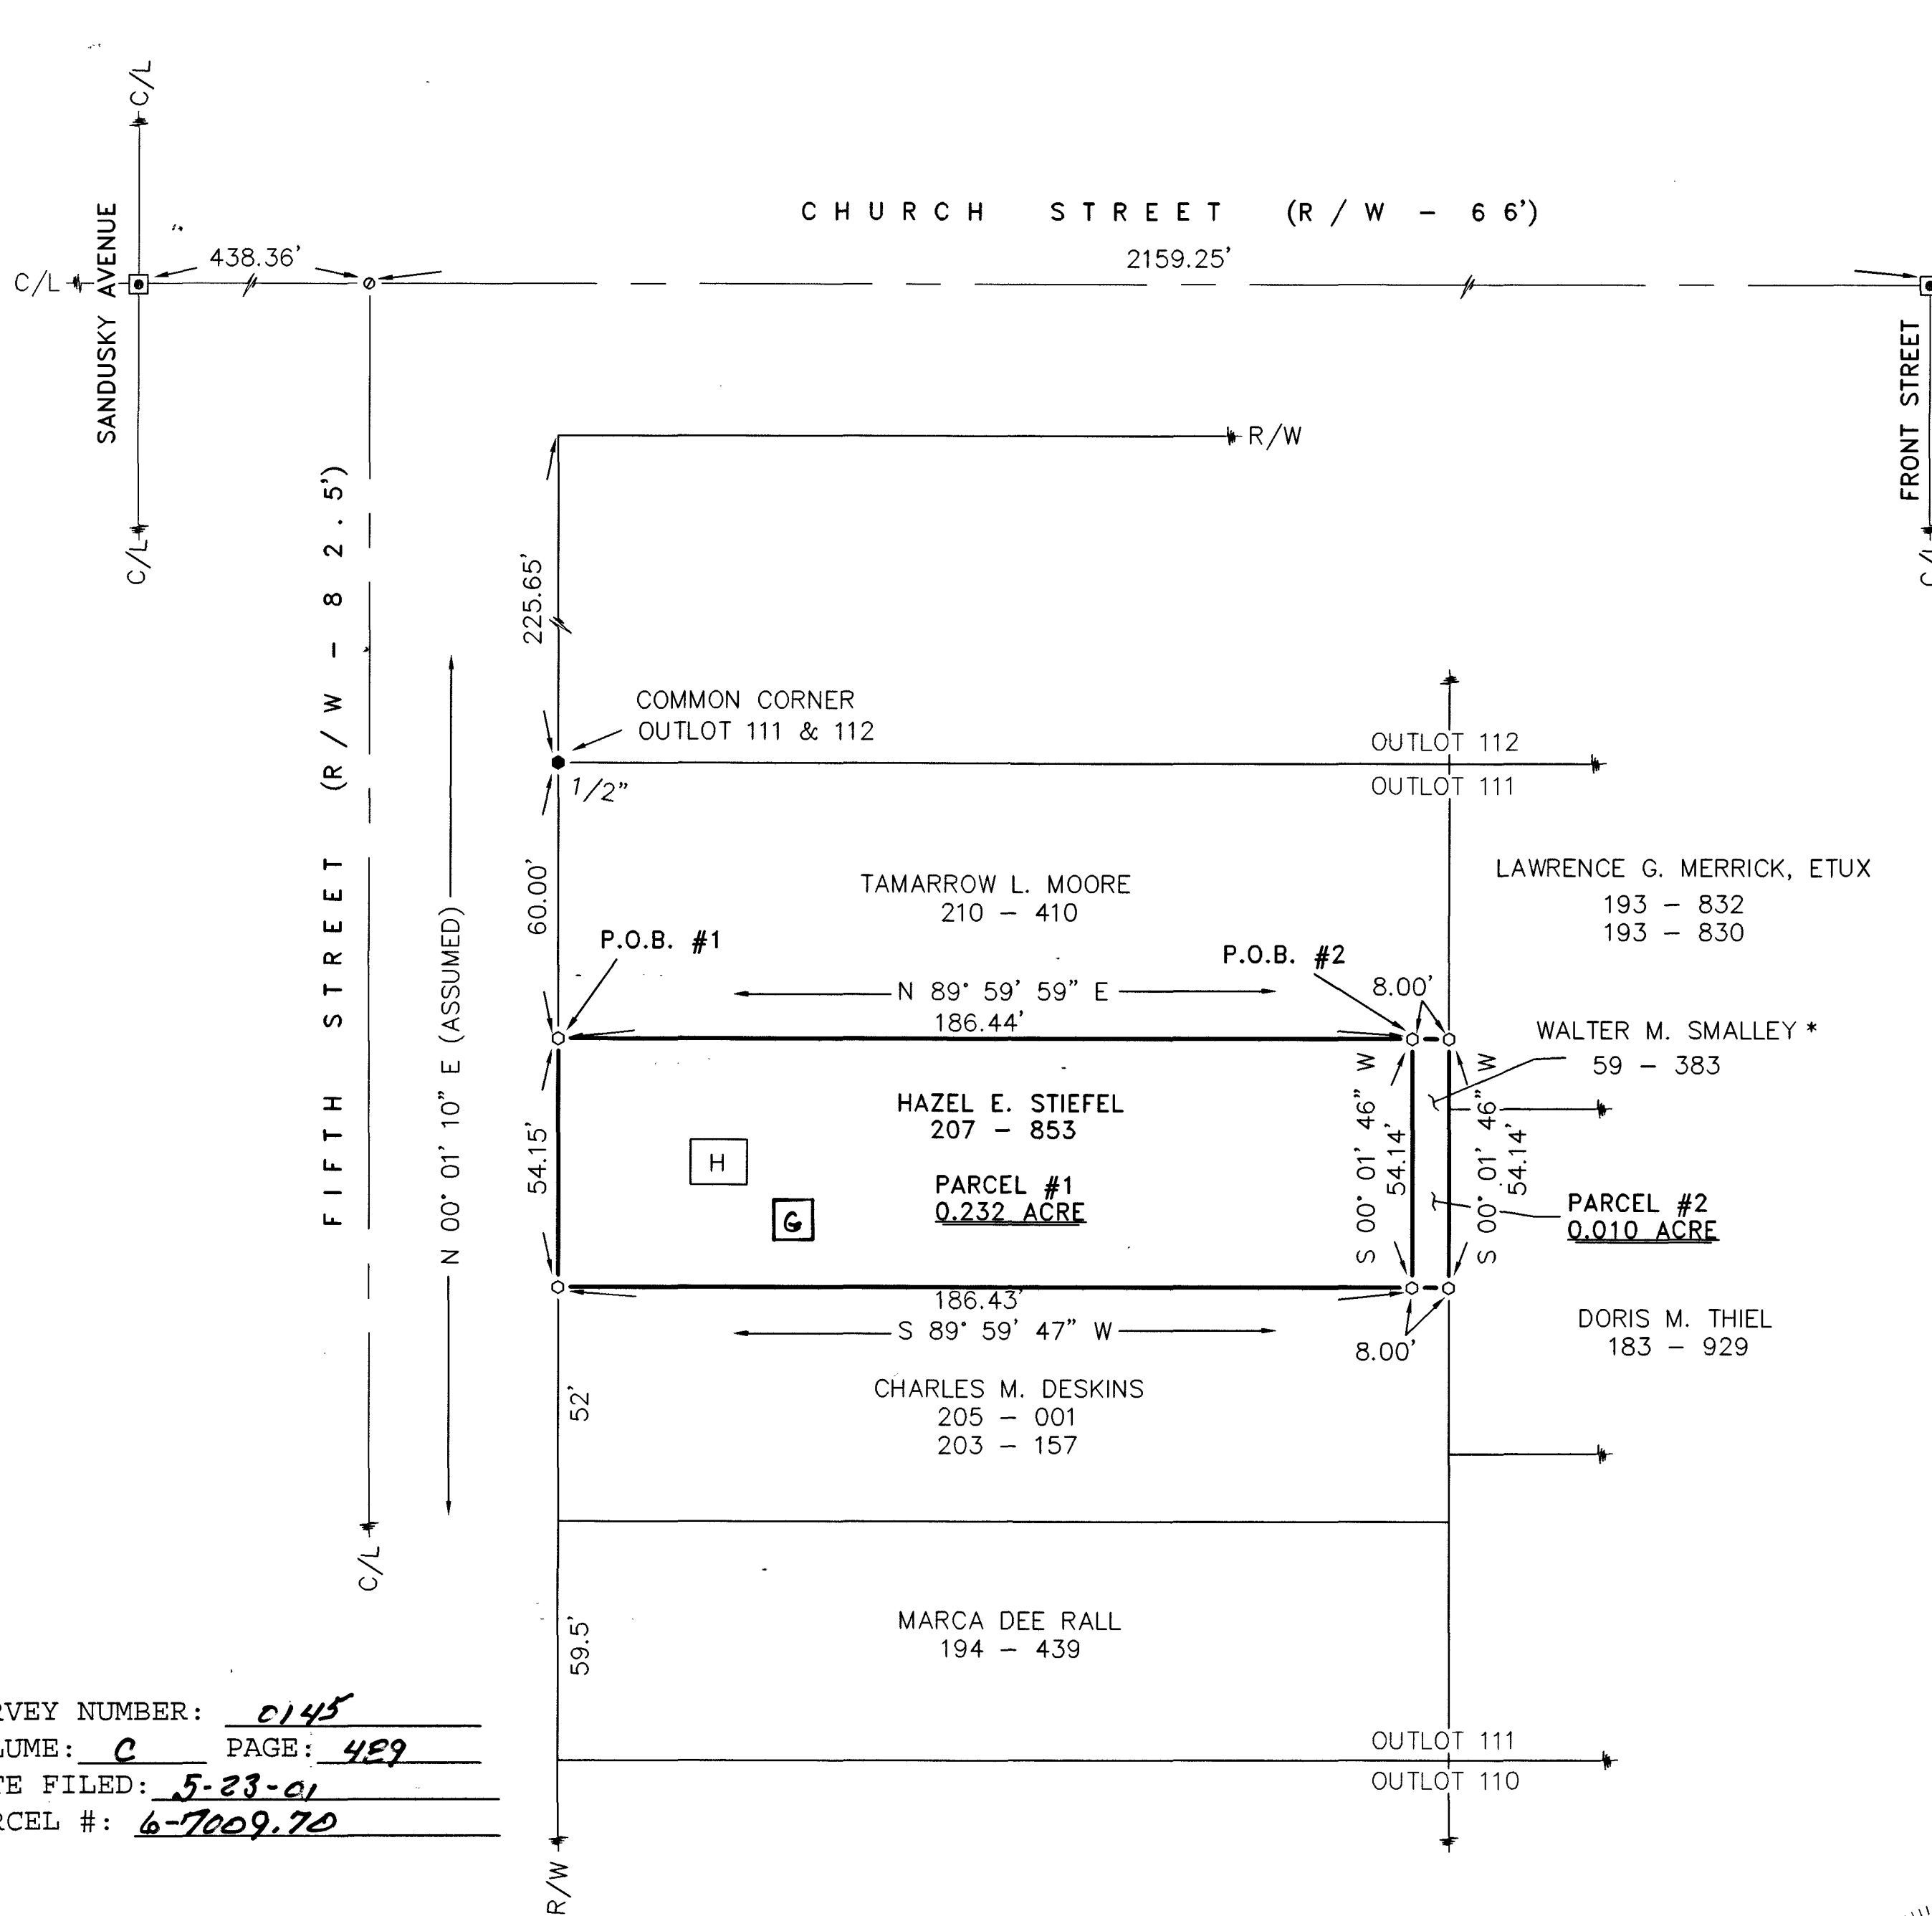 C/L
CHURCH STREET (R/W - 66')
SANDUSKY AVENUE
438.36'
2159.25'
C/L
FRONT STREET
R/W
C/L
C/L
FIFTH STREET (R/W - 82.5')
225.65'
COMMON CORNER
OUTLOT 111 & 112
OUTLOT 112
1/2"
OUTLOT 111
60.00'
TAMARROW L. MOORE
210 - 410
LAWRENCE G. MERRICK, ETUX
193 - 832
193 - 830
N 00° 01' 10" E (ASSUMED)
P.O.B. #1
P.O.B. #2
N 89° 59' 59" E
8.00'
186.44'
WALTER M. SMALLEY *
59 - 383
HAZEL E. STIEFEL
207 - 853
54.15'
H
G
PARCEL #1
0.232 ACRE
S 00° 01' 46" W
54.14'
S 00° 01' 46" W
54.14'
PARCEL #2
0.010 ACRE
186.43'
S 89° 59' 47" W
8.00'
DORIS M. THIEL
183 - 929
52'
CHARLES M. DESKINS
205 - 001
203 - 157
C/L
59.5'
MARCA DEE RALL
194 - 439
RVEY NUMBER: 0145
LUME: C PAGE: 489
TE FILED: 5-23-01
RCEL #: 6-7009.70
OUTLOT 111
OUTLOT 110
R/W